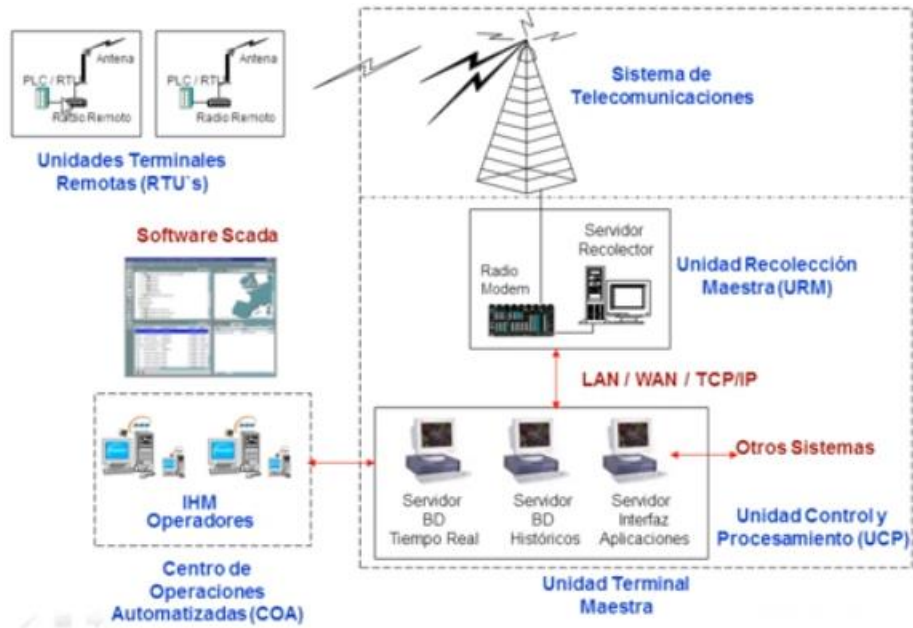 Antena
PLC / RTU
Radio Remoto
Antena
PLC / RTU
Radio Remoto
Unidades Terminales
Remotas (RTU`s)
Sistema de
Telecomunicaciones
Software Scada
Servidor
Recolector
Radio
Modem
Unidad Recolección
Maestra (URM)
LAN / WAN / TCP/IP
IHM
Operadores
Servidor
BD
Tiempo Real
Servidor
BD
Históricos
Servidor
Interfaz
Aplicaciones
Otros Sistemas
Unidad Control y
Procesamiento (UCP)
Centro de
Operaciones
Automatizadas (COA)
Unidad Terminal
Maestra